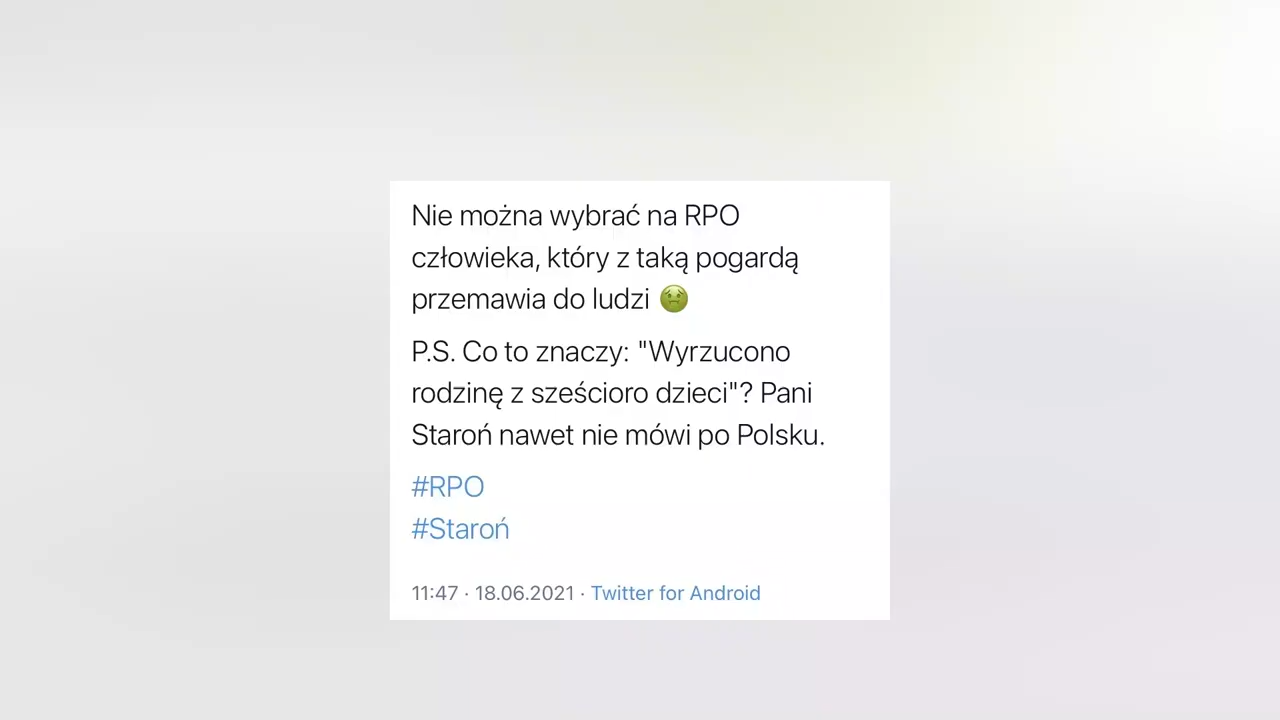 Nie można wybrać na RPO
człowieka, który z taką pogardą
przemawia do ludzi 🤢
P.S. Co to znaczy: "Wyrzucono
rodzinę z sześcioro dzieci"? Pani
Staroń nawet nie mówi po Polsku.
#RPO
#Staroń
11:47 · 18.06.2021 · Twitter for Android